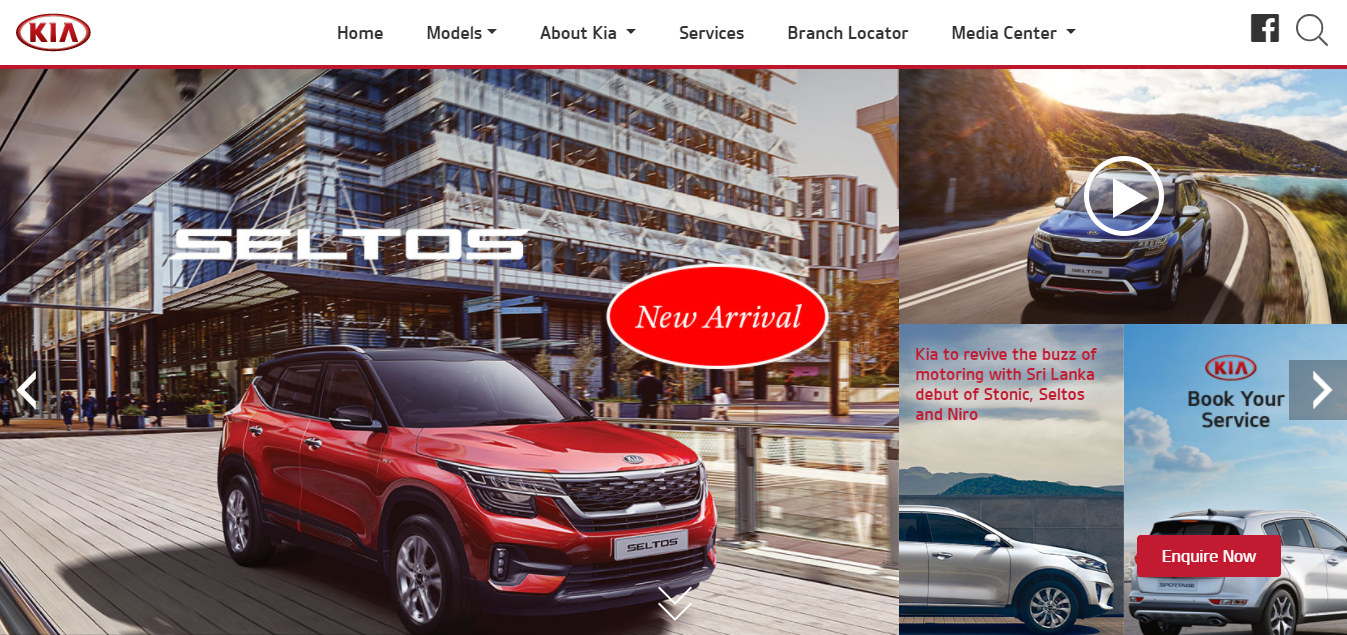 KIA
Home
Models
About Kia
Services
Branch Locator
Media Center
SELTOS
New Arrival
KIA
SELTOS
KIA
SELTOS
Kia to revive the buzz of
motoring with Sri Lanka
debut of Stonic, Seltos
and Niro
KIA
Book Your
Service
Enquire Now
SPORTAGE